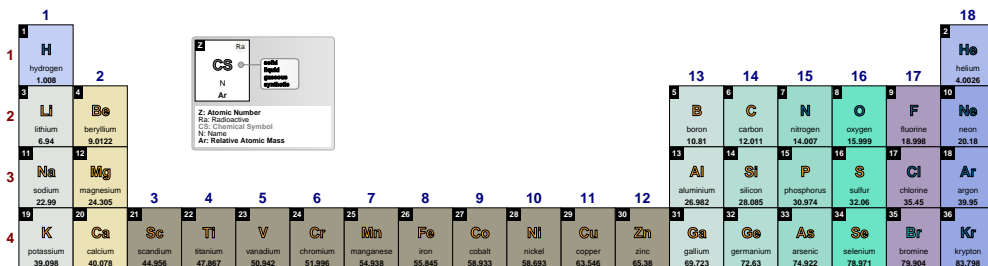 1 18
1 H hydrogen 1.008
2 He helium 4.0026
1
Z Ra
CS
N
Ar
solid
liquid
gaseous
synthetic
Z: Atomic Number
Ra: Radioactive
CS: Chemical Symbol
N: Name
Ar: Relative Atomic Mass
2 13 14 15 16 17
2
3 Li lithium 6.94
4 Be beryllium 9.0122
5 B boron 10.81
6 C carbon 12.011
7 N nitrogen 14.007
8 O oxygen 15.999
9 F fluorine 18.998
10 Ne neon 20.18
3
11 Na sodium 22.99
12 Mg magnesium 24.305
13 Al aluminium 26.982
14 Si silicon 28.085
15 P phosphorus 30.974
16 S sulfur 32.06
17 Cl chlorine 35.45
18 Ar argon 39.95
3 4 5 6 7 8 9 10 11 12
4
19 K potassium 39.098
20 Ca calcium 40.078
21 Sc scandium 44.956
22 Ti titanium 47.867
23 V vanadium 50.942
24 Cr chromium 51.996
25 Mn manganese 54.938
26 Fe iron 55.845
27 Co cobalt 58.933
28 Ni nickel 58.693
29 Cu copper 63.546
30 Zn zinc 65.38
31 Ga gallium 69.723
32 Ge germanium 72.63
33 As arsenic 74.922
34 Se selenium 78.971
35 Br bromine 79.904
36 Kr krypton 83.798